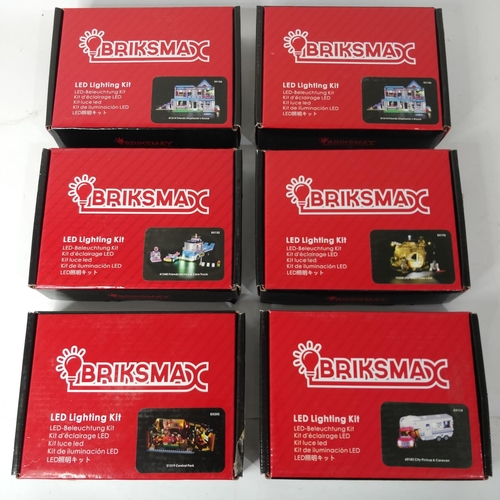 BRIKSMAX
LED Lighting Kit
LED-Beleuchtung Kit
Kit d'éclairage LED
Kit luce led
Kit de iluminación LED
LED照明キット
BRIKSMAX
LED Lighting Kit
LED-Beleuchtung Kit
Kit d'éclairage LED
Kit luce led
Kit de iluminación LED
LED照明キット
BRIKSMAX
BRIKSMAX
LED Lighting Kit
LED-Beleuchtung Kit
Kit d'éclairage LED
Kit luce led
Kit de iluminación LED
LED照明キット
BRIKSMAX
LED Lighting Kit
LED-Beleuchtung Kit
Kit d'éclairage LED
Kit luce led
Kit de iluminación LED
LED照明キット
BRIKSMAX
LED Lighting Kit
LED-Beleuchtung Kit
Kit d'éclairage LED
Kit luce led
Kit de iluminación LED
LED照明キット
Central Perk
BRIKSMAX
LED Lighting Kit
LED-Beleuchtung Kit
Kit d'éclairage LED
Kit luce led
Kit de iluminación LED
LED照明キット
City Pickup & Caravan